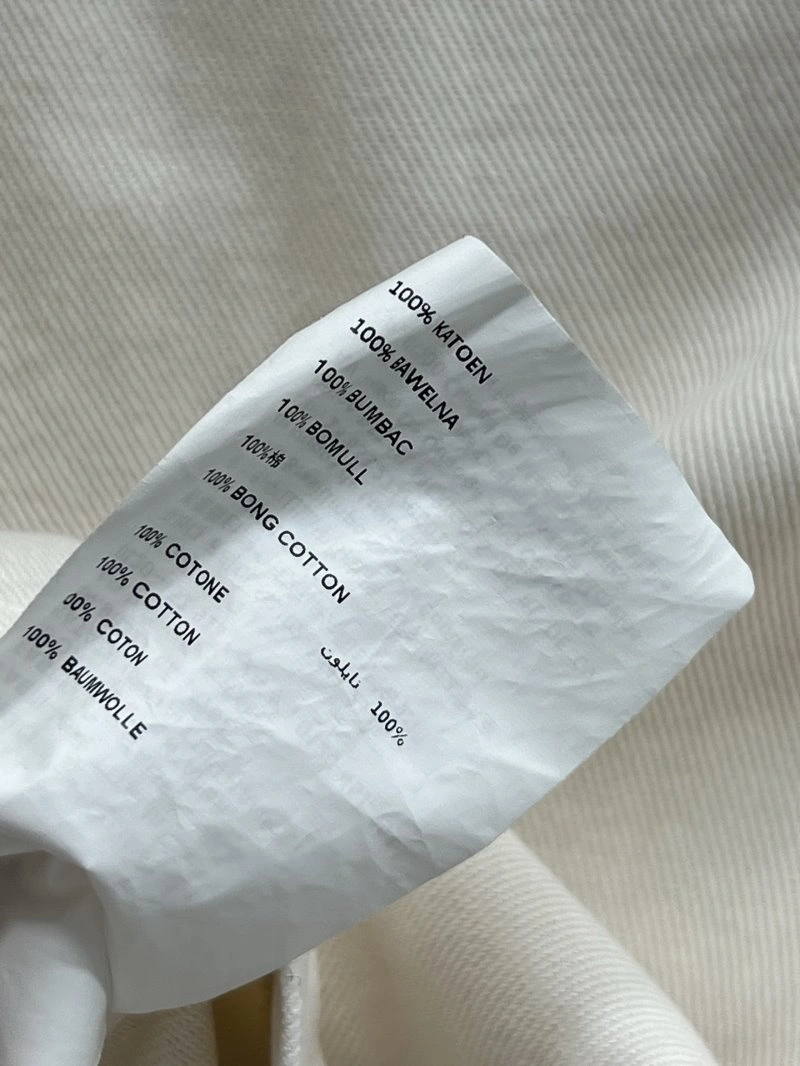 100% KATOEN
100% BAWELNA
100% BUMBAC
100% BOMULL
100% 棉
100% BONG COTTON
100% نايلون
100% COTONE
100% COTTON
00% COTON
100% BAUMWOLLE